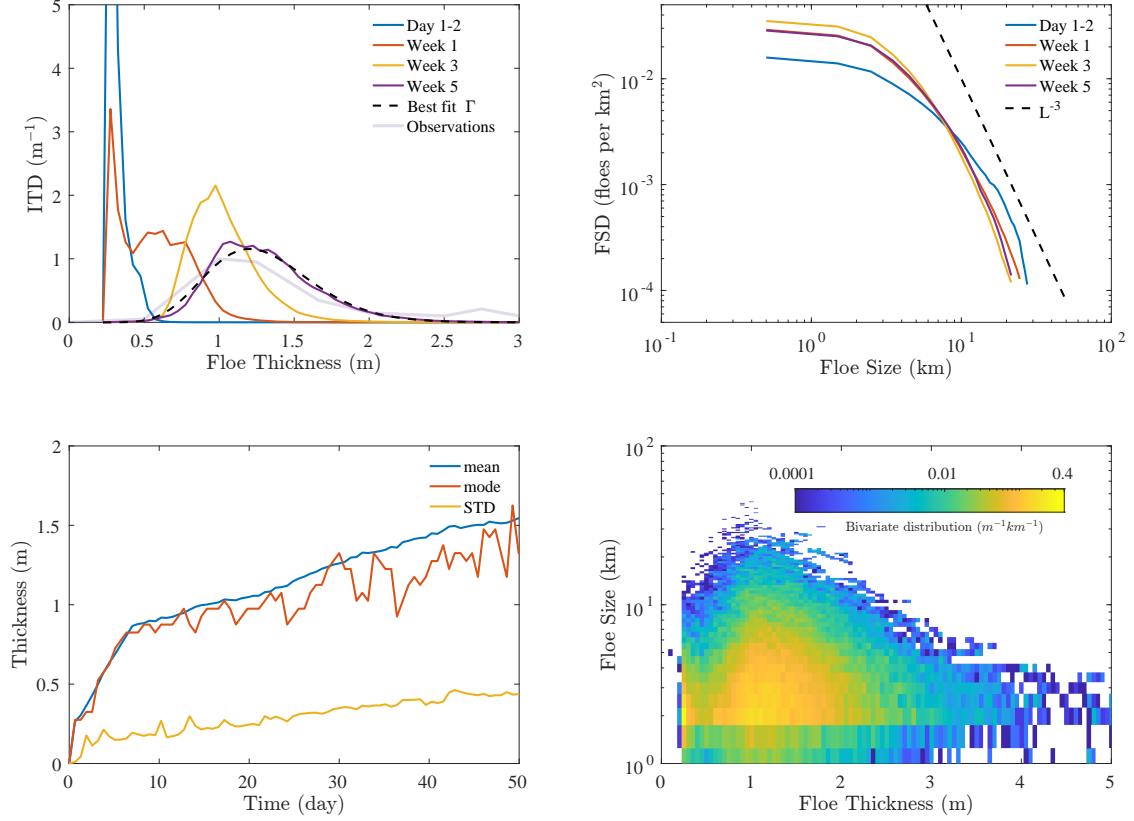 5
4
3
2
1
0
ITD (m⁻¹)
0
0.5
1
1.5
2
2.5
3
Floe Thickness (m)
Day 1-2
Week 1
Week 3
Week 5
Best fit Γ
Observations
10⁻²
10⁻³
10⁻⁴
FSD (floes per km²)
10⁻¹
10⁰
10¹
10²
Floe Size (km)
Day 1-2
Week 1
Week 3
Week 5
L⁻³
2
1.5
1
0.5
0
Thickness (m)
0
10
20
30
40
50
Time (day)
mean
mode
STD
10²
10¹
10⁰
Floe Size (km)
0
1
2
3
4
5
Floe Thickness (m)
0.0001
0.01
0.4
Bivariate distribution (m⁻¹km⁻¹)